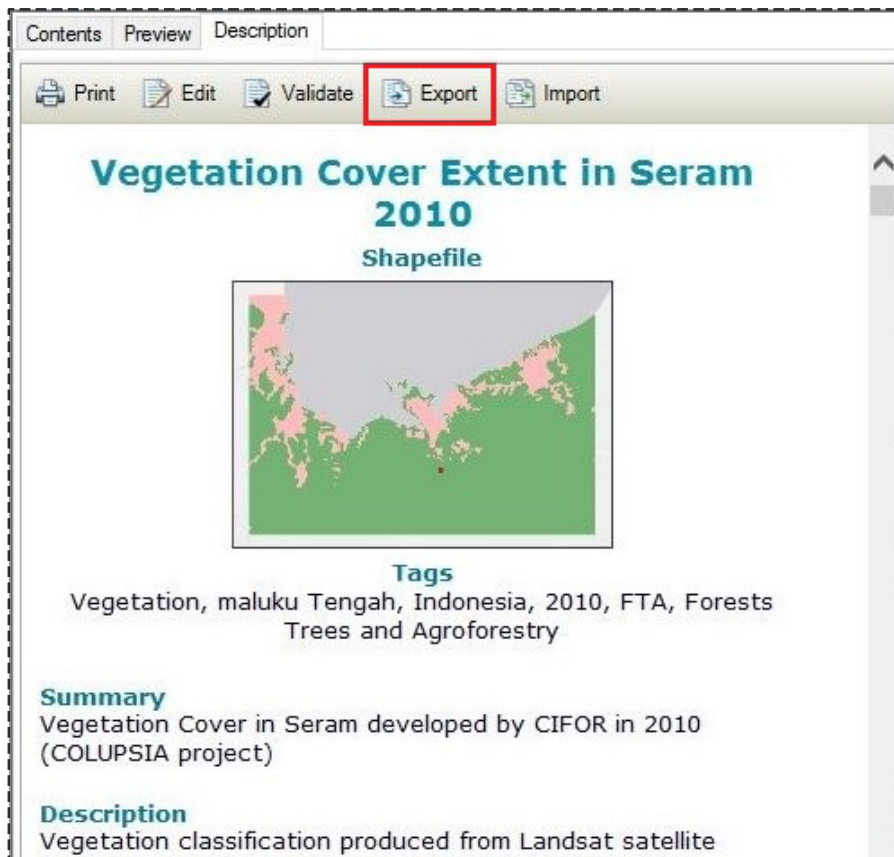 Contents Preview Description
Print Edit Validate Export Import
Vegetation Cover Extent in Seram
2010
Shapefile
Tags
Vegetation, maluku Tengah, Indonesia, 2010, FTA, Forests
Trees and Agroforestry
Summary
Vegetation Cover in Seram developed by CIFOR in 2010
(COLUPSIA project)
Description
Vegetation classification produced from Landsat satellite